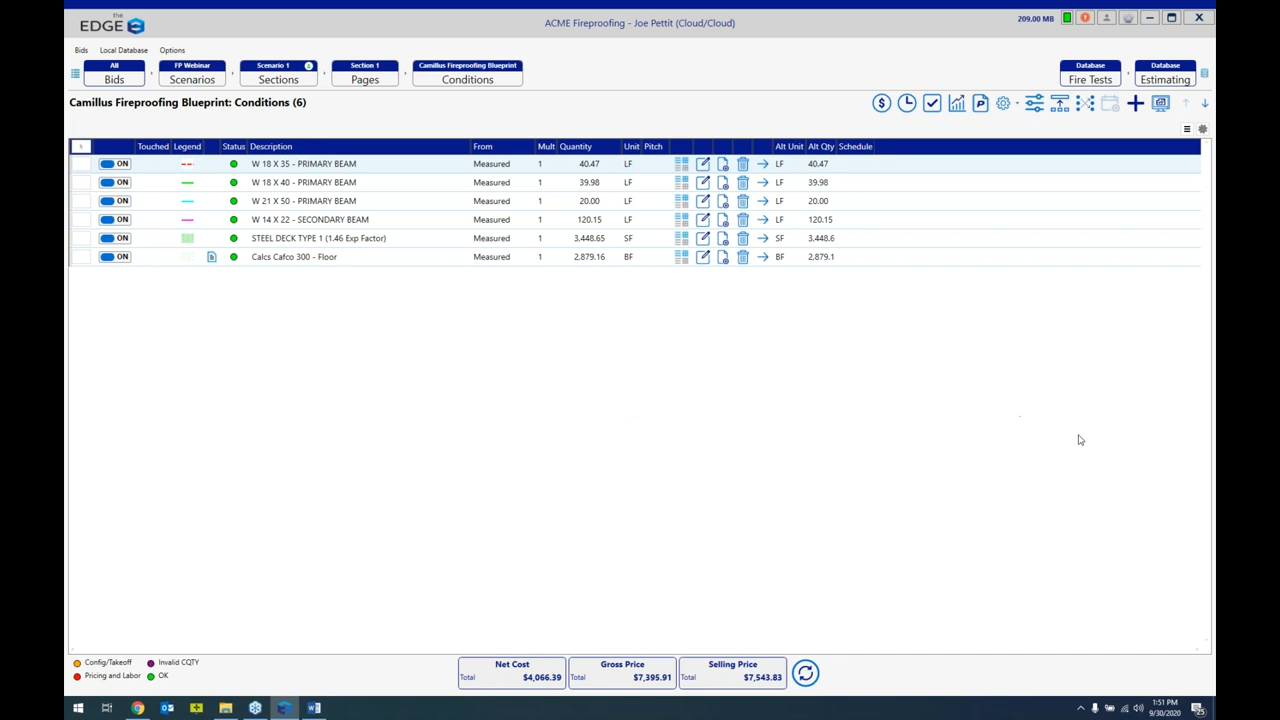 the
EDGE
ACME Fireproofing - Joe Pettit (Cloud/Cloud)
209.00 MB
Bids Local Database Options
All Bids
FP Webinar Scenarios
Scenario 1 Sections
Section 1 Pages
Camillus Fireproofing Blueprint Conditions
Database Fire Tests
Database Estimating
Camillus Fireproofing Blueprint: Conditions (6)
Touched Legend Status Description From Mult Quantity Unit Pitch Alt Unit Alt Qty Schedule
ON W 18 X 35 - PRIMARY BEAM Measured 1 40.47 LF LF 40.47
ON W 18 X 40 - PRIMARY BEAM Measured 1 39.98 LF LF 39.98
ON W 21 X 50 - PRIMARY BEAM Measured 1 20.00 LF LF 20.00
ON W 14 X 22 - SECONDARY BEAM Measured 1 120.15 LF LF 120.15
ON STEEL DECK TYPE 1 (1.46 Exp Factor) Measured 1 3,448.65 SF SF 3,448.6
ON Calcs Cafco 300 - Floor Measured 1 2,879.16 BF BF 2,879.1
Config/Takeoff Invalid CQTY
Pricing and Labor OK
Net Cost
Total $4,066.39
Gross Price
Total $7,395.91
Selling Price
Total $7,543.83
1:51 PM
9/30/2020
25